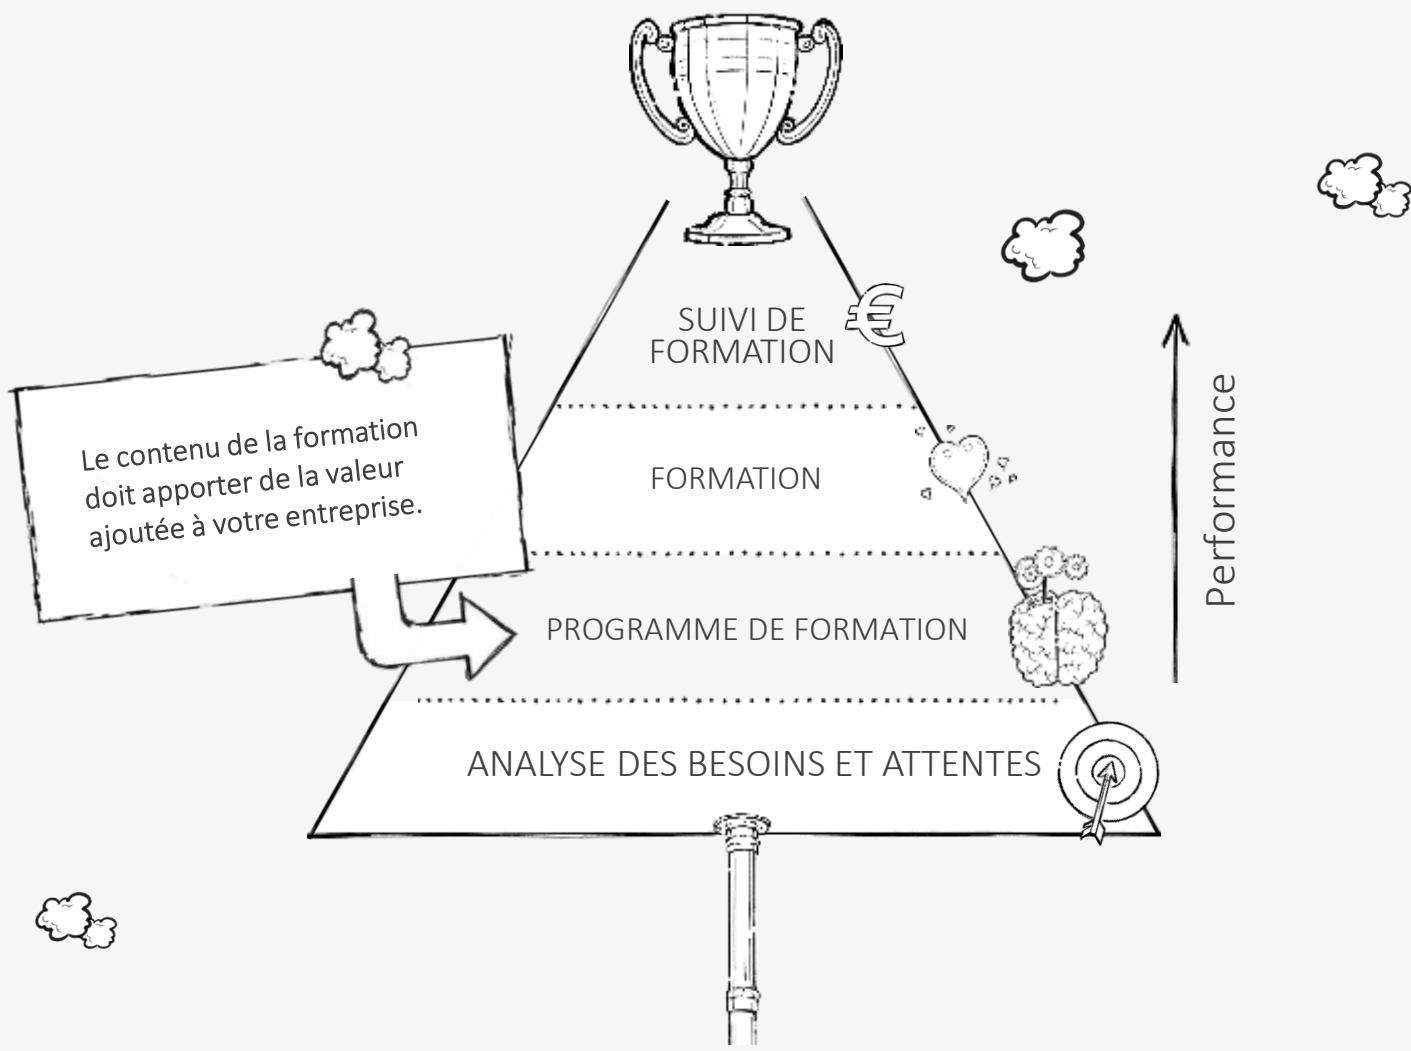 SUIVI DE
FORMATION
€
Le contenu de la formation
doit apporter de la valeur
ajoutée à votre entreprise.
FORMATION
Performance
PROGRAMME DE FORMATION
ANALYSE DES BESOINS ET ATTENTES